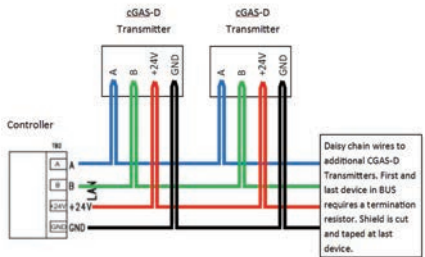 cGAS-D
Transmitter
cGAS-D
Transmitter
A
B
+24V
GND
A
B
+24V
GND
Controller
TB2
A
A
B
B
LAN
+24V
+24V
GND
GND
Daisy chain wires to
additional CGAS-D
Transmitters. First and
last device in BUS
requires a termination
resistor. Shield is cut
and taped at last
device.